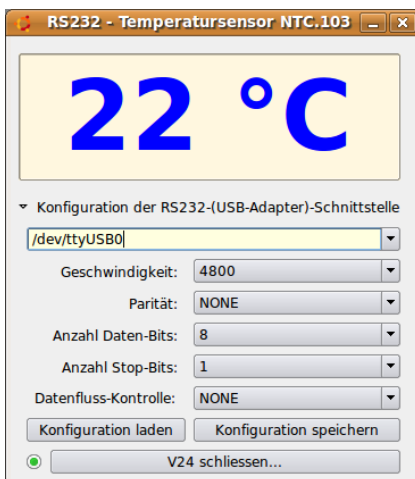 RS232 - Temperatursensor NTC.103
22 °C
Konfiguration der RS232-(USB-Adapter)-Schnittstelle
/dev/ttyUSB0
Geschwindigkeit: 4800
Parität: NONE
Anzahl Daten-Bits: 8
Anzahl Stop-Bits: 1
Datenfluss-Kontrolle: NONE
Konfiguration laden Konfiguration speichern
V24 schliessen...